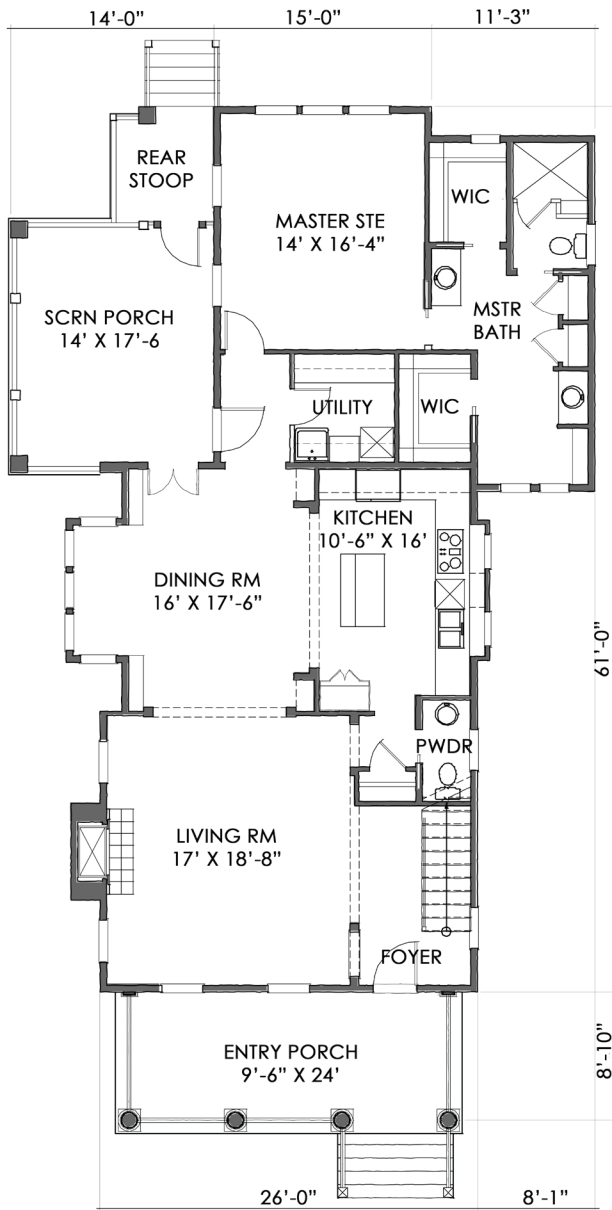 14'-0" 15'-0" 11'-3"
REAR
STOOP
WIC
MASTER STE
14' X 16'-4"
SCRN PORCH
14' X 17'-6
MSTR
BATH
UTILITY
WIC
KITCHEN
10'-6" X 16'
DINING RM
16' X 17'-6"
61'-0"
PWDR
LIVING RM
17' X 18'-8"
FOYER
ENTRY PORCH
9'-6" X 24'
8'-10"
26'-0" 8'-1"